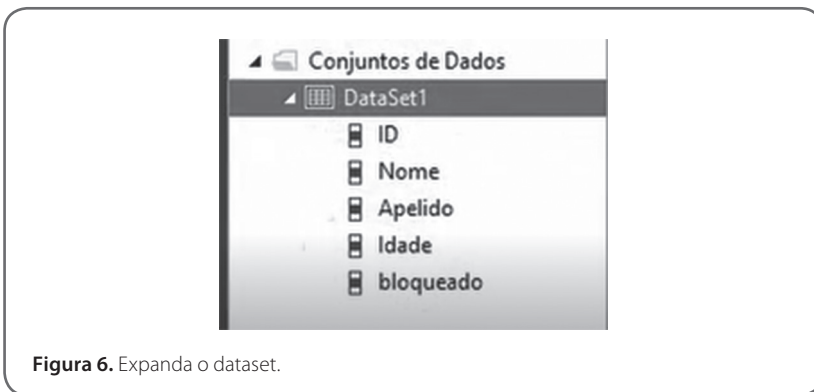 Conjuntos de Dados
DataSet1
ID
Nome
Apelido
Idade
bloqueado
Figura 6. Expanda o dataset.